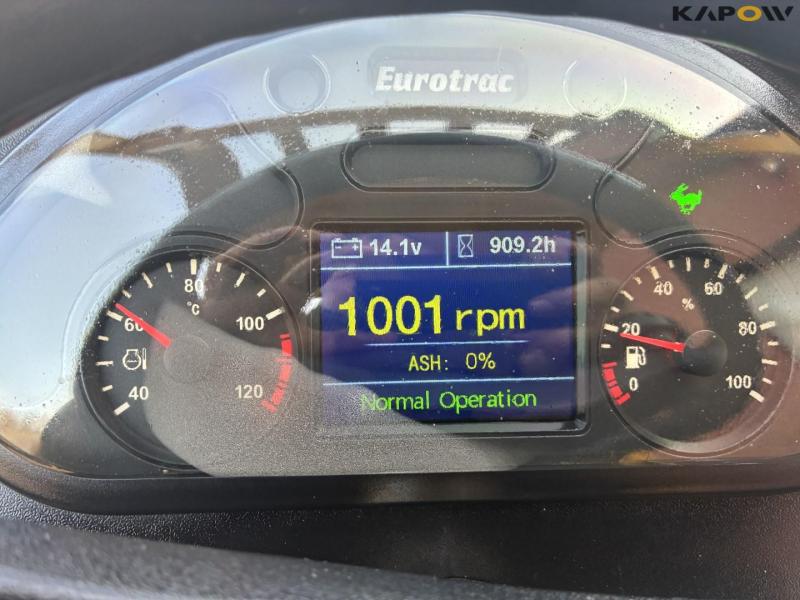 KAPOW
Eurotrac
14.1v 909.2h
1001 rpm
ASH: 0%
Normal Operation
40
60
80
100
120
°C
0
20
40
60
80
100
%